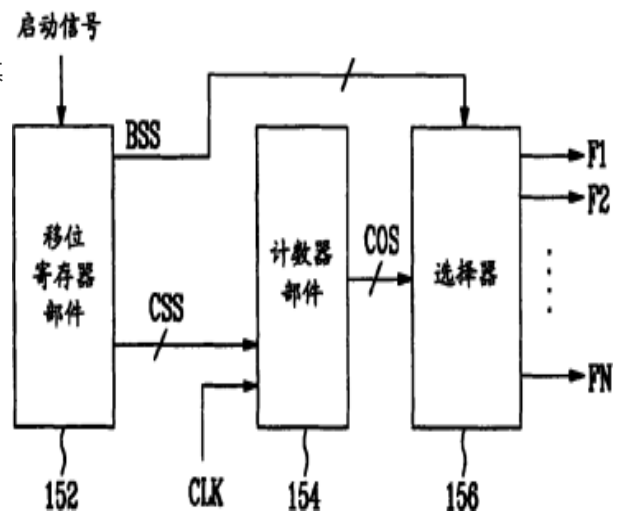 启动信号
BSS
移位
寄存器
部件
CSS
CLK
计数器
部件
COS
选择器
F1
F2
FN
152
154
156